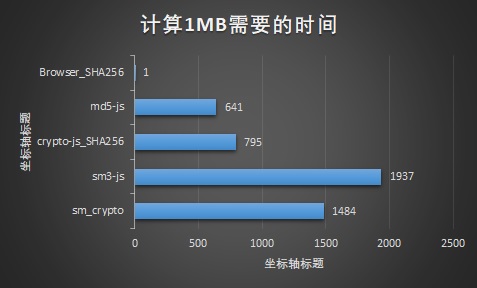 计算1MB需要的时间
坐标轴标题
Browser_SHA256 1
md5-js 641
crypto-js_SHA256 795
sm3-js 1937
sm_crypto 1484
0 500 1000 1500 2000 2500
坐标轴标题